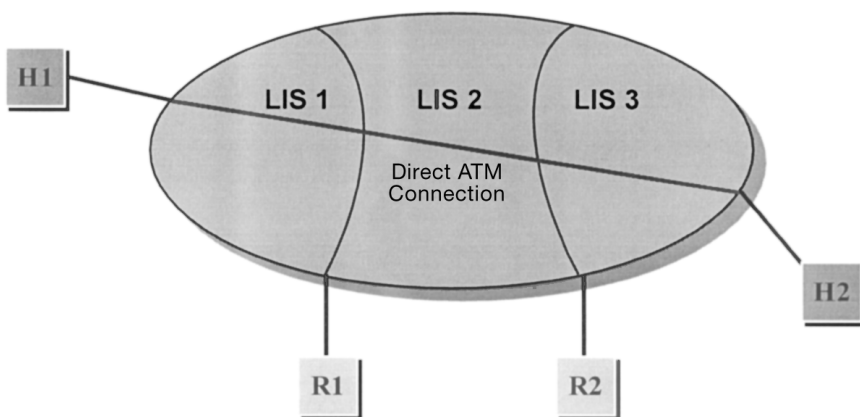 H1
LIS 1
LIS 2
LIS 3
Direct ATM
Connection
H2
R1
R2